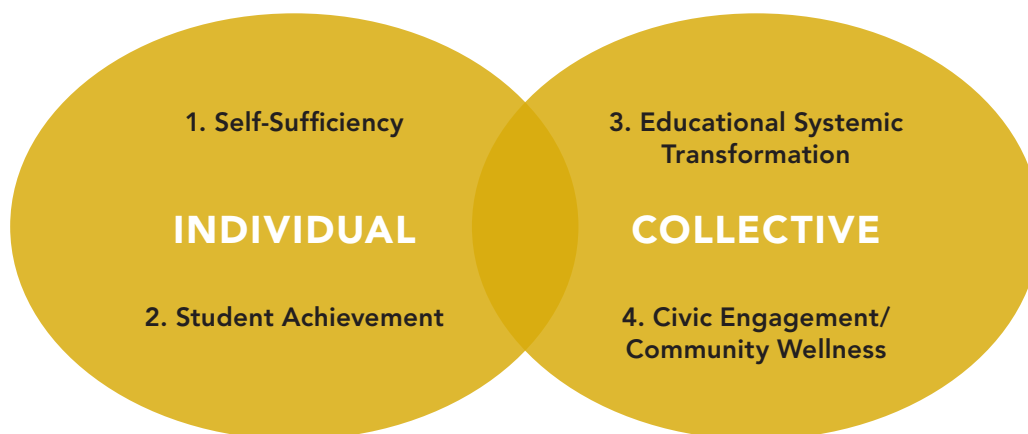 1. Self-Sufficiency
INDIVIDUAL
2. Student Achievement
3. Educational Systemic
Transformation
COLLECTIVE
4. Civic Engagement/
Community Wellness